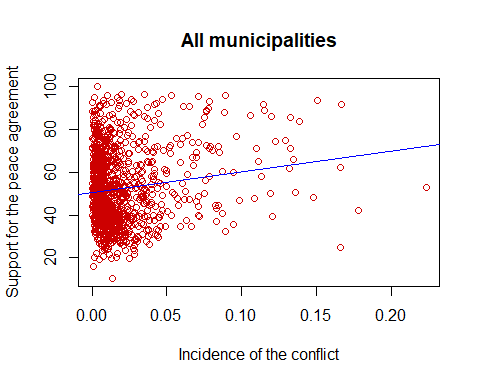 All municipalities
Support for the peace agreement
100
80
60
40
20
0.00 0.05 0.10 0.15 0.20
Incidence of the conflict